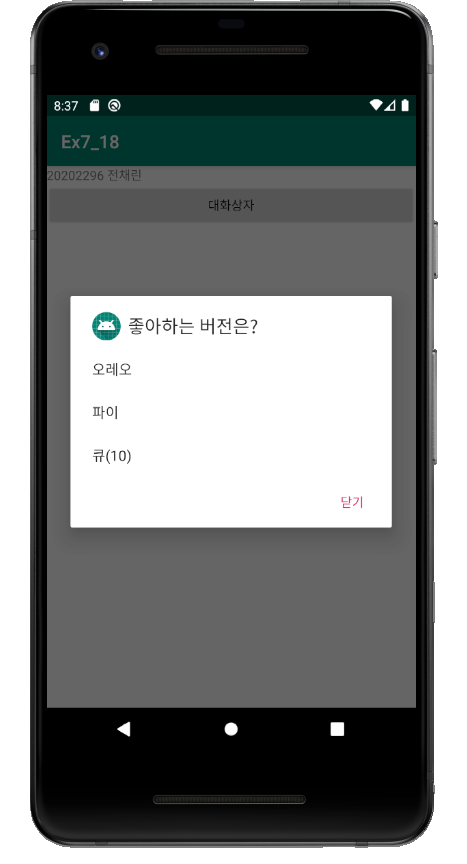 8:37
Ex7_18
20202296 전채린
대화상자
좋아하는 버전은?
오레오
파이
큐(10)
닫기